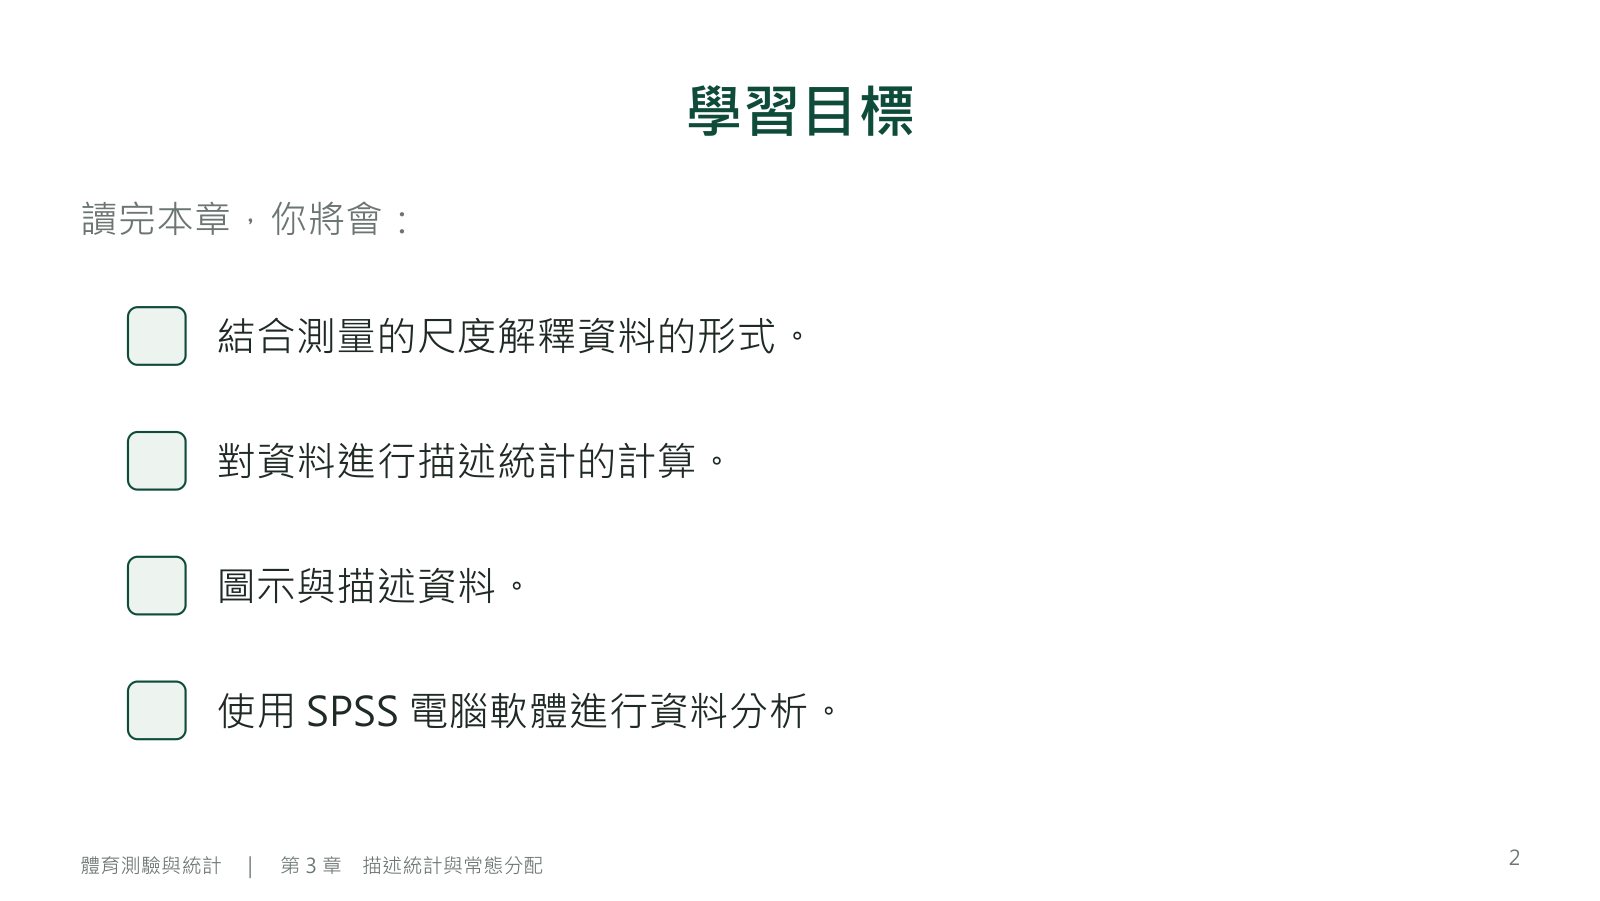 學習目標
讀完本章，你將會：
結合測量的尺度解釋資料的形式。
對資料進行描述統計的計算。
圖示與描述資料。
使用 SPSS 電腦軟體進行資料分析。
體育測驗與統計 | 第 3 章 描述統計與常態分配
2